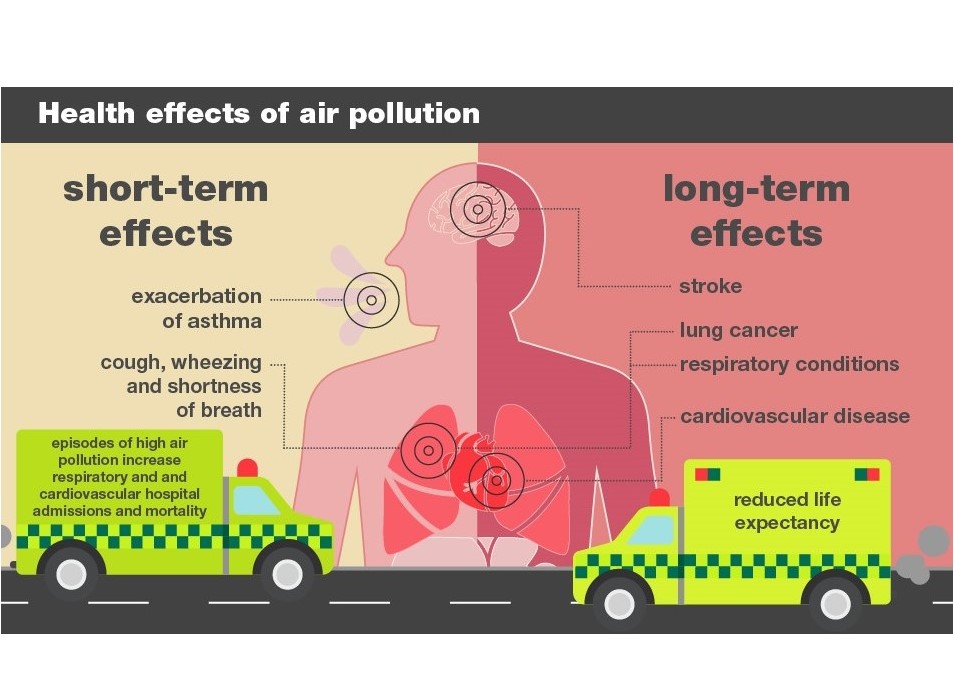 Health effects of air pollution
short-term
effects
exacerbation
of asthma
cough, wheezing
and shortness
of breath
episodes of high air
pollution increase
respiratory and and
cardiovascular hospital
admissions and mortality
long-term
effects
stroke
lung cancer
respiratory conditions
cardiovascular disease
reduced life
expectancy